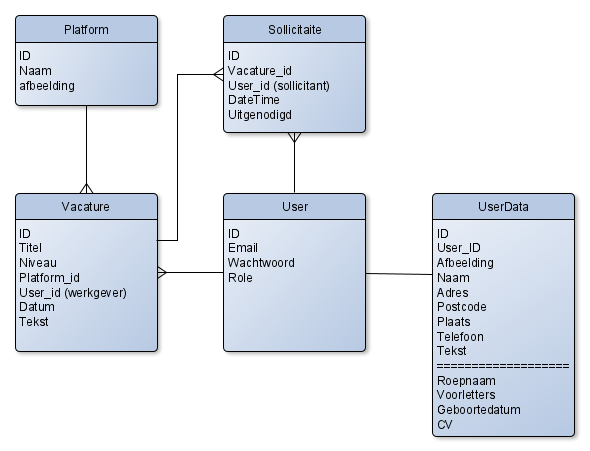 Platform
ID
Naam
afbeelding
Sollicitaite
ID
Vacature_id
User_id (sollicitant)
DateTime
Uitgenodigd
Vacature
ID
Titel
Niveau
Platform_id
User_id (werkgever)
Datum
Tekst
User
ID
Email
Wachtwoord
Role
UserData
ID
User_ID
Afbeelding
Naam
Adres
Postcode
Plaats
Telefoon
Tekst
===================
Roepnaam
Voorletters
Geboortedatum
CV